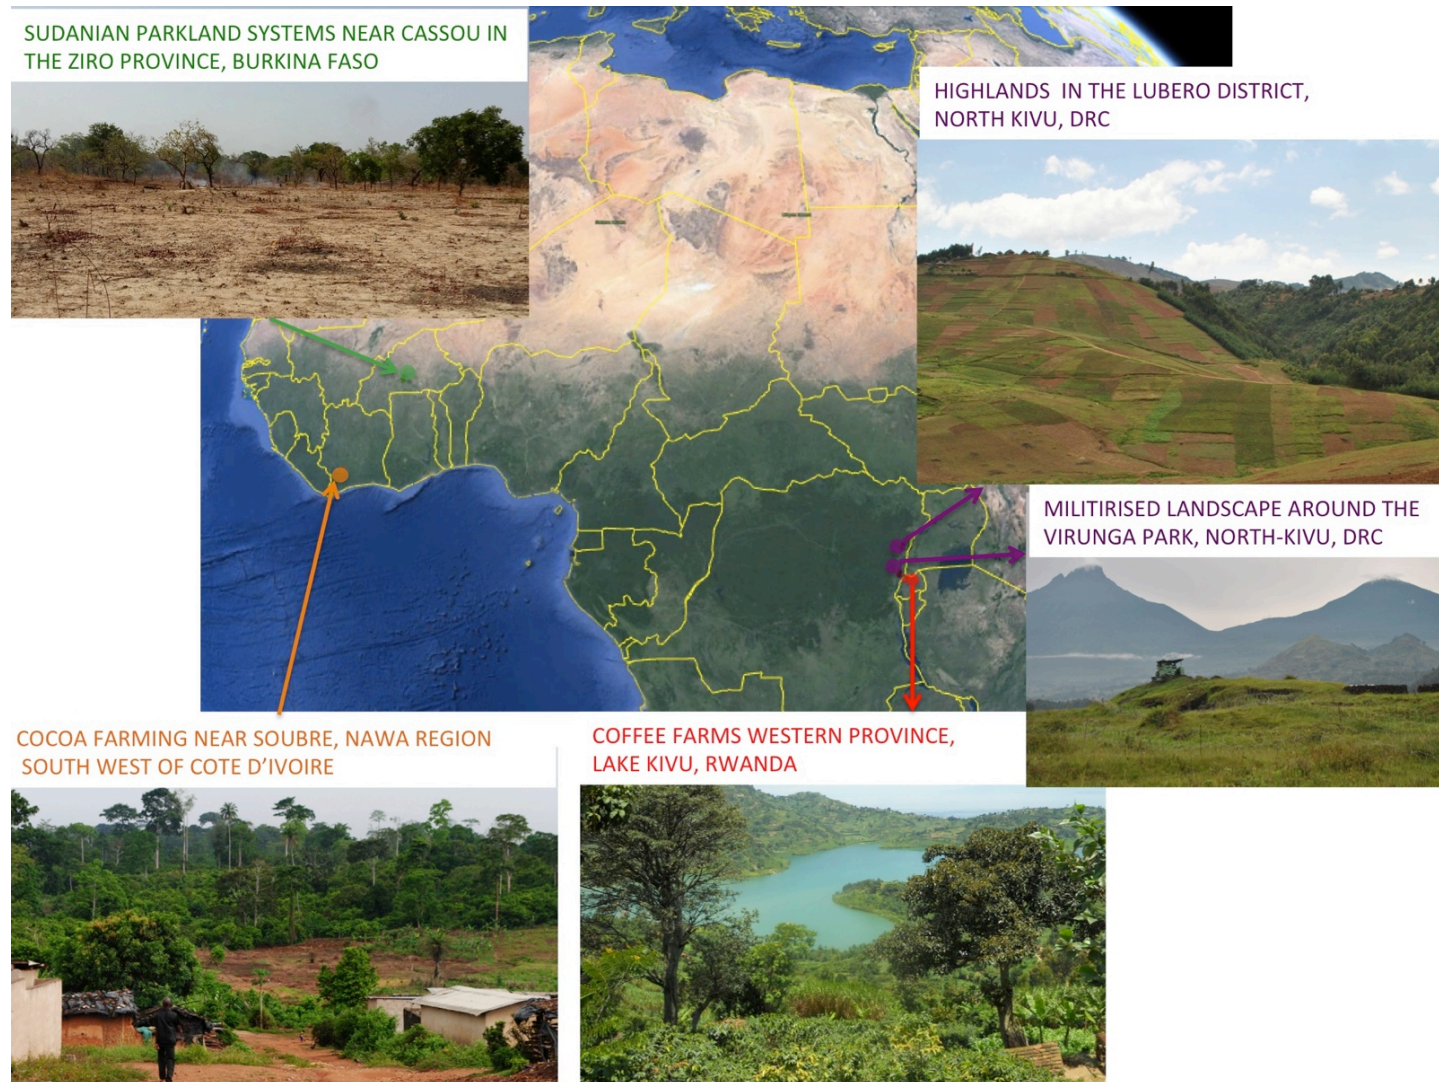 SUDANIAN PARKLAND SYSTEMS NEAR CASSOU IN
THE ZIRO PROVINCE, BURKINA FASO
HIGHLANDS IN THE LUBERO DISTRICT,
NORTH KIVU, DRC
MILITIRISED LANDSCAPE AROUND THE
VIRUNGA PARK, NORTH-KIVU, DRC
COCOA FARMING NEAR SOUBRE, NAWA REGION
SOUTH WEST OF COTE D'IVOIRE
COFFEE FARMS WESTERN PROVINCE,
LAKE KIVU, RWANDA